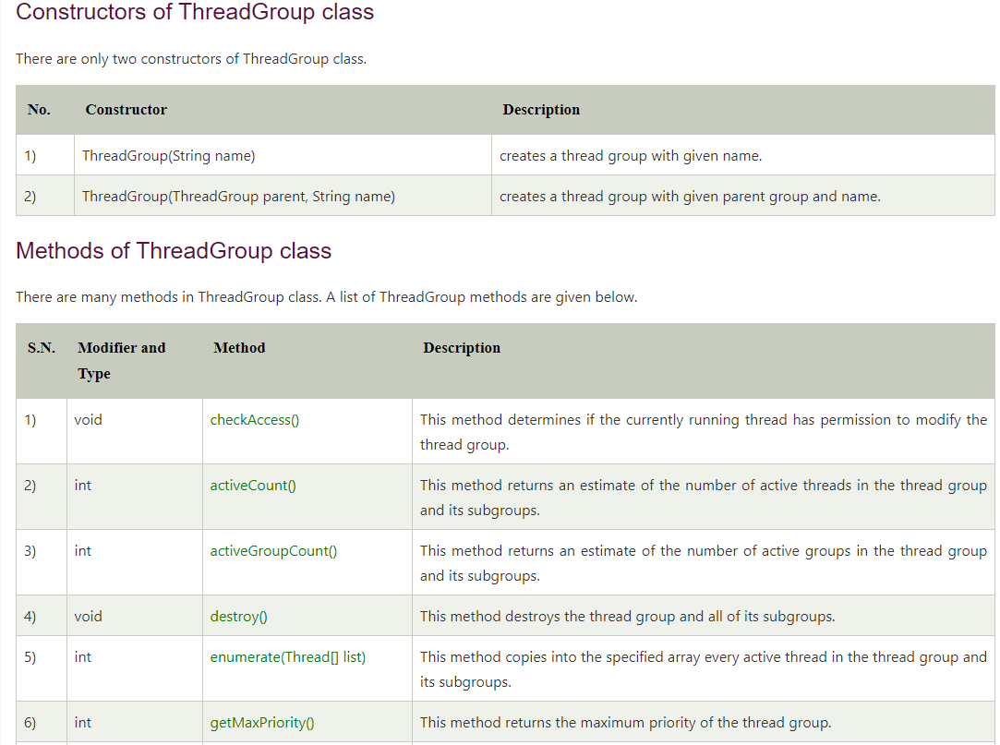 Constructors of ThreadGroup class
There are only two constructors of ThreadGroup class.
No. Constructor Description
1) ThreadGroup(String name) creates a thread group with given name.
2) ThreadGroup(ThreadGroup parent, String name) creates a thread group with given parent group and name.
Methods of ThreadGroup class
There are many methods in ThreadGroup class. A list of ThreadGroup methods are given below.
S.N. Modifier and Method Description
Type
1) void checkAccess() This method determines if the currently running thread has permission to modify the
thread group.
2) int activeCount() This method returns an estimate of the number of active threads in the thread group
and its subgroups.
3) int activeGroupCount() This method returns an estimate of the number of active groups in the thread group
and its subgroups.
4) void destroy() This method destroys the thread group and all of its subgroups.
5) int enumerate(Thread[] list) This method copies into the specified array every active thread in the thread group and
its subgroups.
6) int getMaxPriority() This method returns the maximum priority of the thread group.